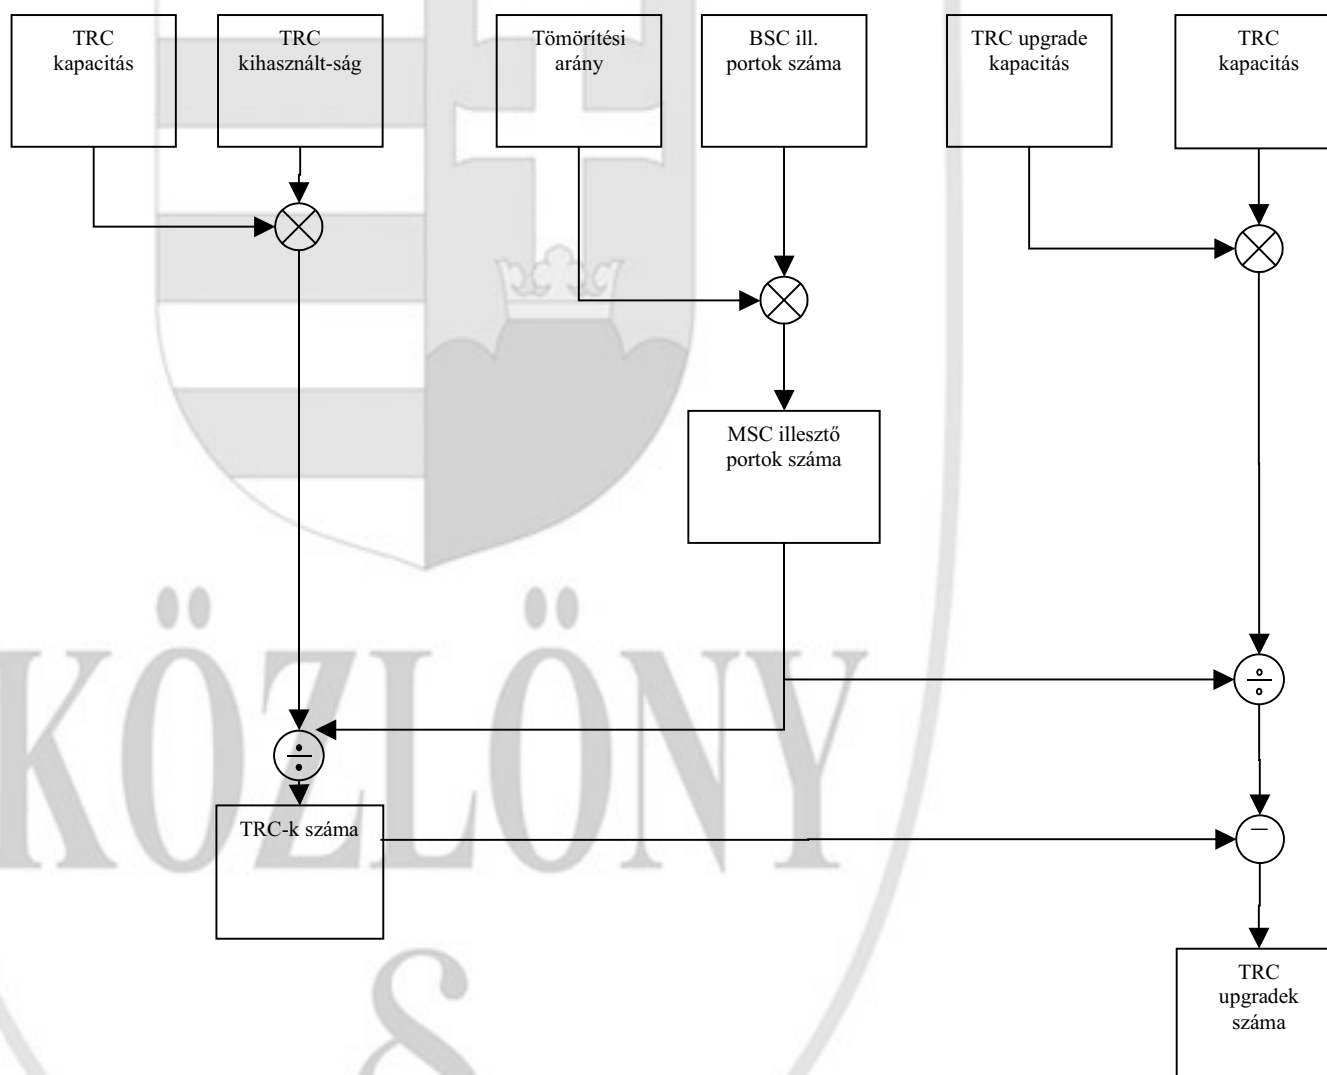 TRC
kapacitás
TRC
kihasznált-ság
Tömörítési
arány
BSC ill.
portok száma
TRC upgrade
kapacitás
TRC
kapacitás
MSC illesztő
portok száma
TRC-k száma
TRC
upgradek
száma
KÖZLÖNY